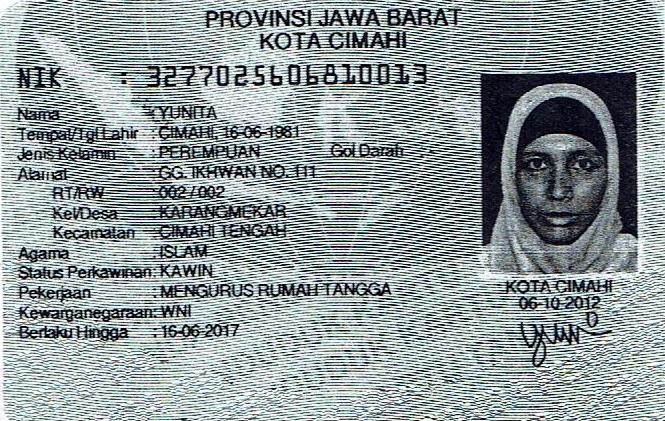 PROVINSI JAWA BARAT
KOTA CIMAHI
NIK : 3277025606810013
Nama : YUNITA
Tempat/Tgl Lahir : CIMAHI, 16-06-1981
Jenis Kelamin : PEREMPUAN Gol Darah : -
Alamat : GG. IKHWAN NO. 111
RT/RW : 002 / 002
Kel/Desa : KARANGMEKAR
Kecamatan : CIMAHI TENGAH
Agama : ISLAM
Status Perkawinan: KAWIN
Pekerjaan : MENGURUS RUMAH TANGGA
Kewarganegaraan: WNI
Berlaku Hingga : 16-06-2017
KOTA CIMAHI
06-10-2012